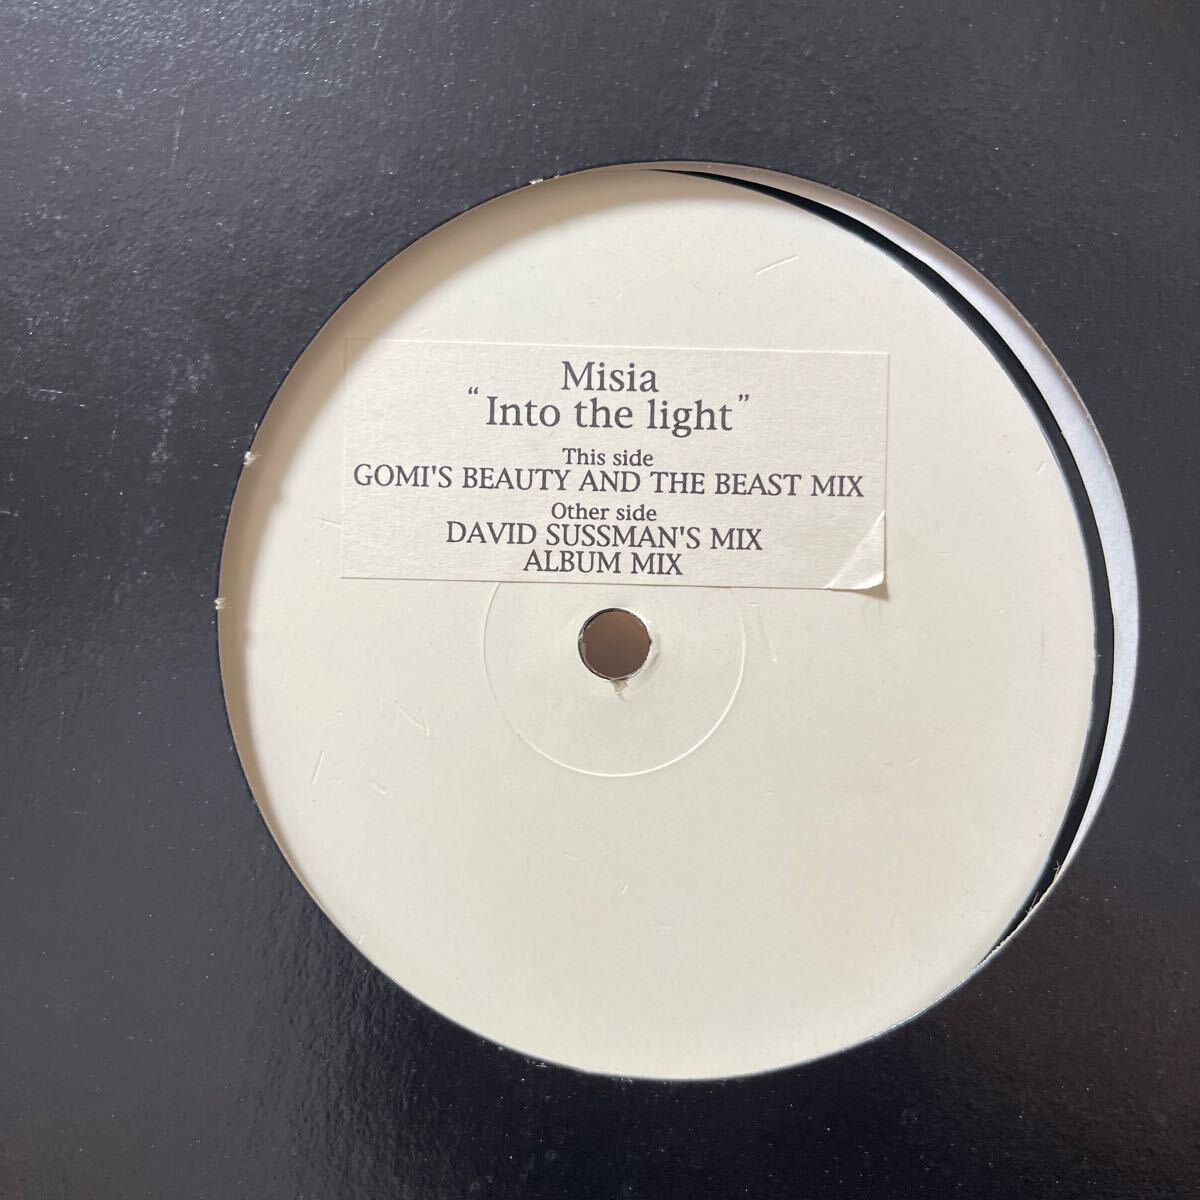 Misia
“Into the light”
This side
GOMI'S BEAUTY AND THE BEAST MIX
Other side
DAVID SUSSMAN'S MIX
ALBUM MIX